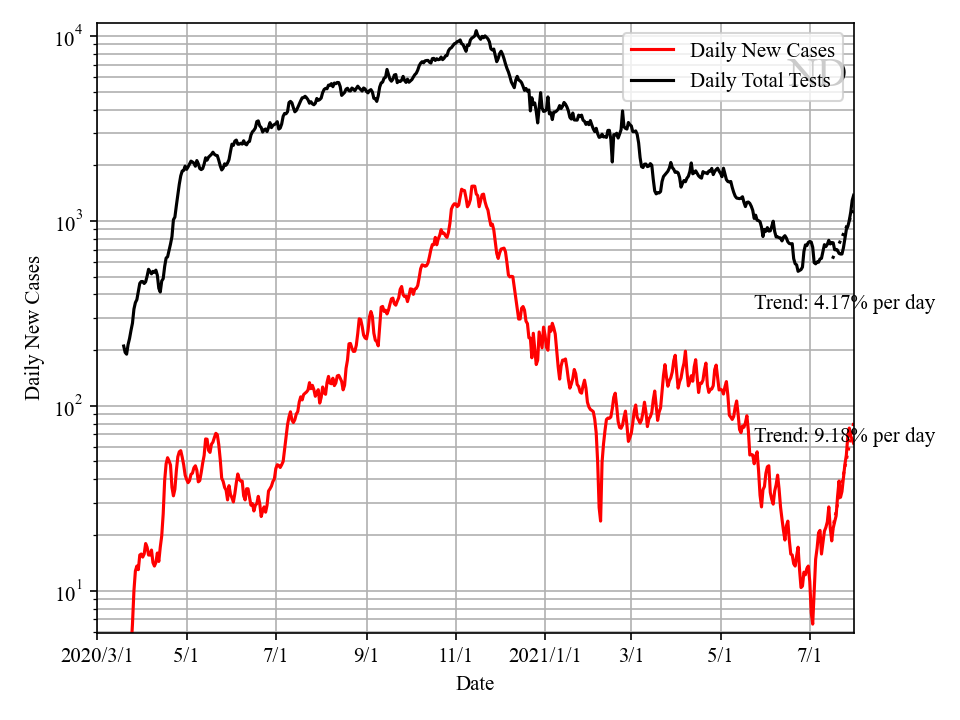 Daily New Cases
Daily Total Tests
ND
10^4
10^3
10^2
10^1
Daily New Cases
Trend: 4.17% per day
Trend: 9.18% per day
2020/3/1 5/1 7/1 9/1 11/1 2021/1/1 3/1 5/1 7/1
Date